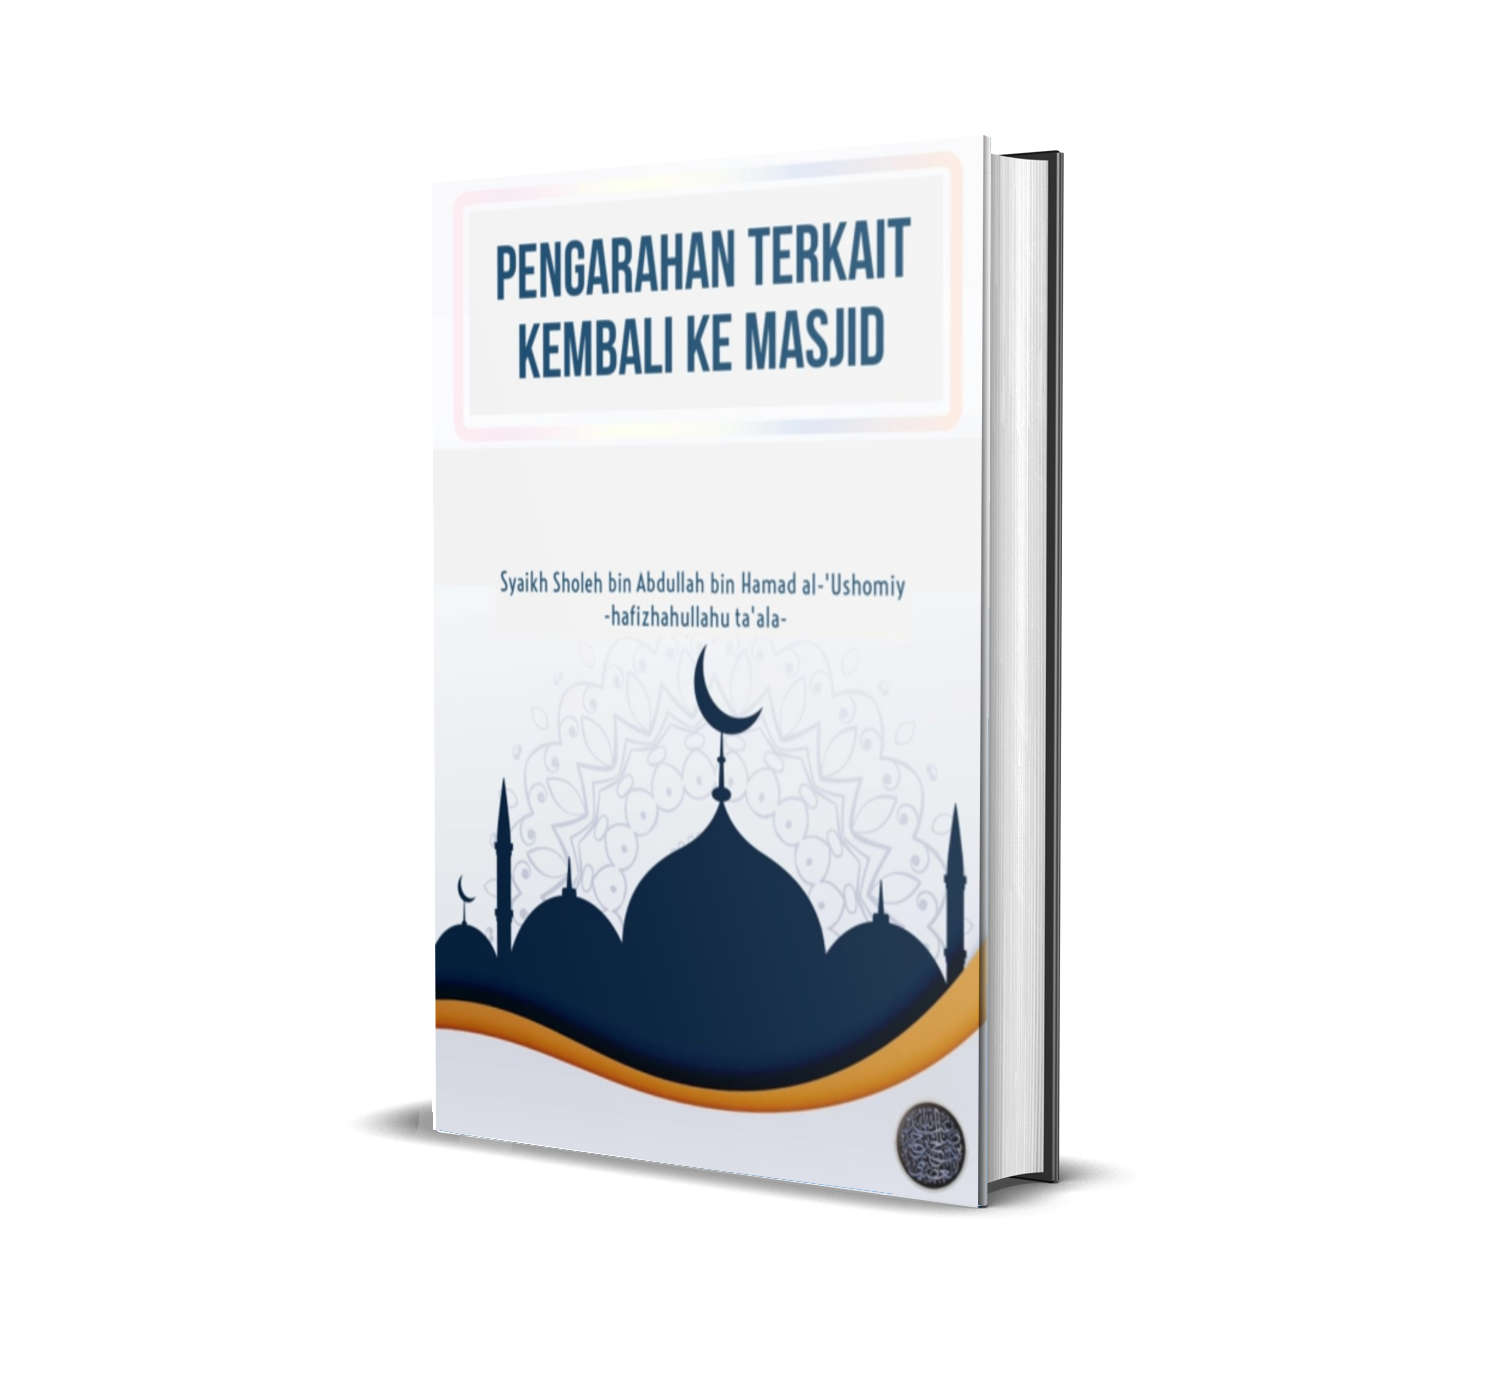 PENGARAHAN TERKAIT
KEMBALI KE MASJID
Syaikh Sholeh bin Abdullah bin Hamad al-'Ushomiy
-hafizhahullahu ta'ala-